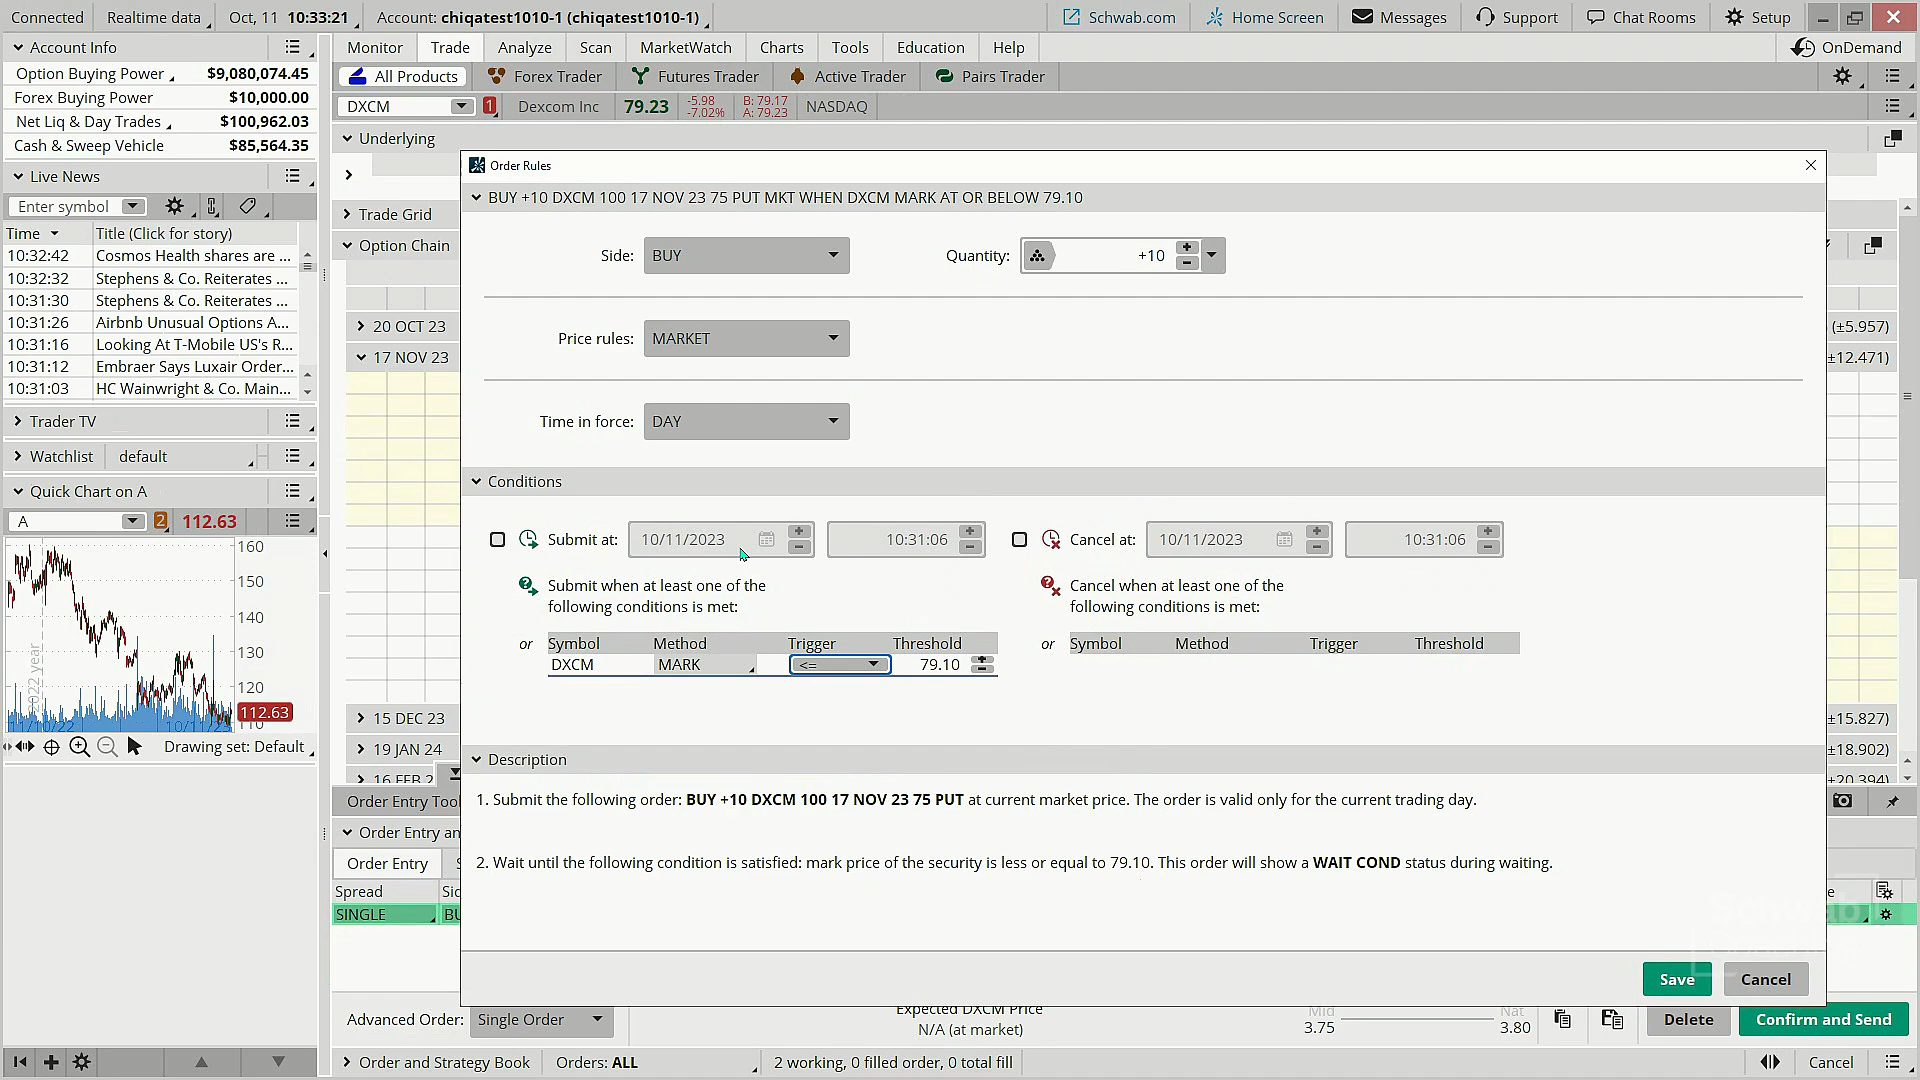 Connected Realtime data Oct, 11 10:33:21 Account: chiqatest1010-1 (chiqatest1010-1) Schwab.com Home Screen Messages Support Chat Rooms Setup
Account Info
Option Buying Power $9,080,074.45
Forex Buying Power $10,000.00
Net Liq & Day Trades $100,962.03
Cash & Sweep Vehicle $85,564.35
Live News
Enter symbol
Time Title (Click for story)
10:32:42 Cosmos Health shares are ...
10:32:32 Stephens & Co. Reiterates ...
10:31:30 Stephens & Co. Reiterates ...
10:31:26 Airbnb Unusual Options A...
10:31:16 Looking At T-Mobile US's R...
10:31:12 Embraer Says Luxair Order...
10:31:03 HC Wainwright & Co. Main...
Trader TV
Watchlist default
Quick Chart on A
A 2 112.63
160
150
140
130
120
112.63
110
2022 year
11/10/22
Drawing set: Default
Monitor Trade Analyze Scan MarketWatch Charts Tools Education Help OnDemand
All Products Forex Trader Futures Trader Active Trader Pairs Trader
DXCM 1 Dexcom Inc 79.23 -5.98 -7.02% B: 79.17 A: 79.23 NASDAQ
Underlying
Trade Grid
Option Chain
20 OCT 23 (±5.957)
17 NOV 23 ±12.471)
15 DEC 23 ±15.827)
19 JAN 24 ±18.902)
16 FEB 2 ±20.394)
Order Rules
BUY +10 DXCM 100 17 NOV 23 75 PUT MKT WHEN DXCM MARK AT OR BELOW 79.10
Side: BUY Quantity: +10
Price rules: MARKET
Time in force: DAY
Conditions
Submit at: 10/11/2023 10:31:06 Cancel at: 10/11/2023 10:31:06
Submit when at least one of the
following conditions is met:
Cancel when at least one of the
following conditions is met:
or Symbol Method Trigger Threshold
DXCM MARK <= 79.10
or Symbol Method Trigger Threshold
Description
1. Submit the following order: BUY +10 DXCM 100 17 NOV 23 75 PUT at current market price. The order is valid only for the current trading day.
2. Wait until the following condition is satisfied: mark price of the security is less or equal to 79.10. This order will show a WAIT COND status during waiting.
Save Cancel
Order Entry Tool
Order Entry an
Order Entry S
Spread Sid e
SINGLE BU
Schwab
Advanced Order: Single Order
Expected DXCM Price
N/A (at market)
Mid Nat
3.75 3.80
Delete Confirm and Send
Order and Strategy Book Orders: ALL 2 working, 0 filled order, 0 total fill Cancel